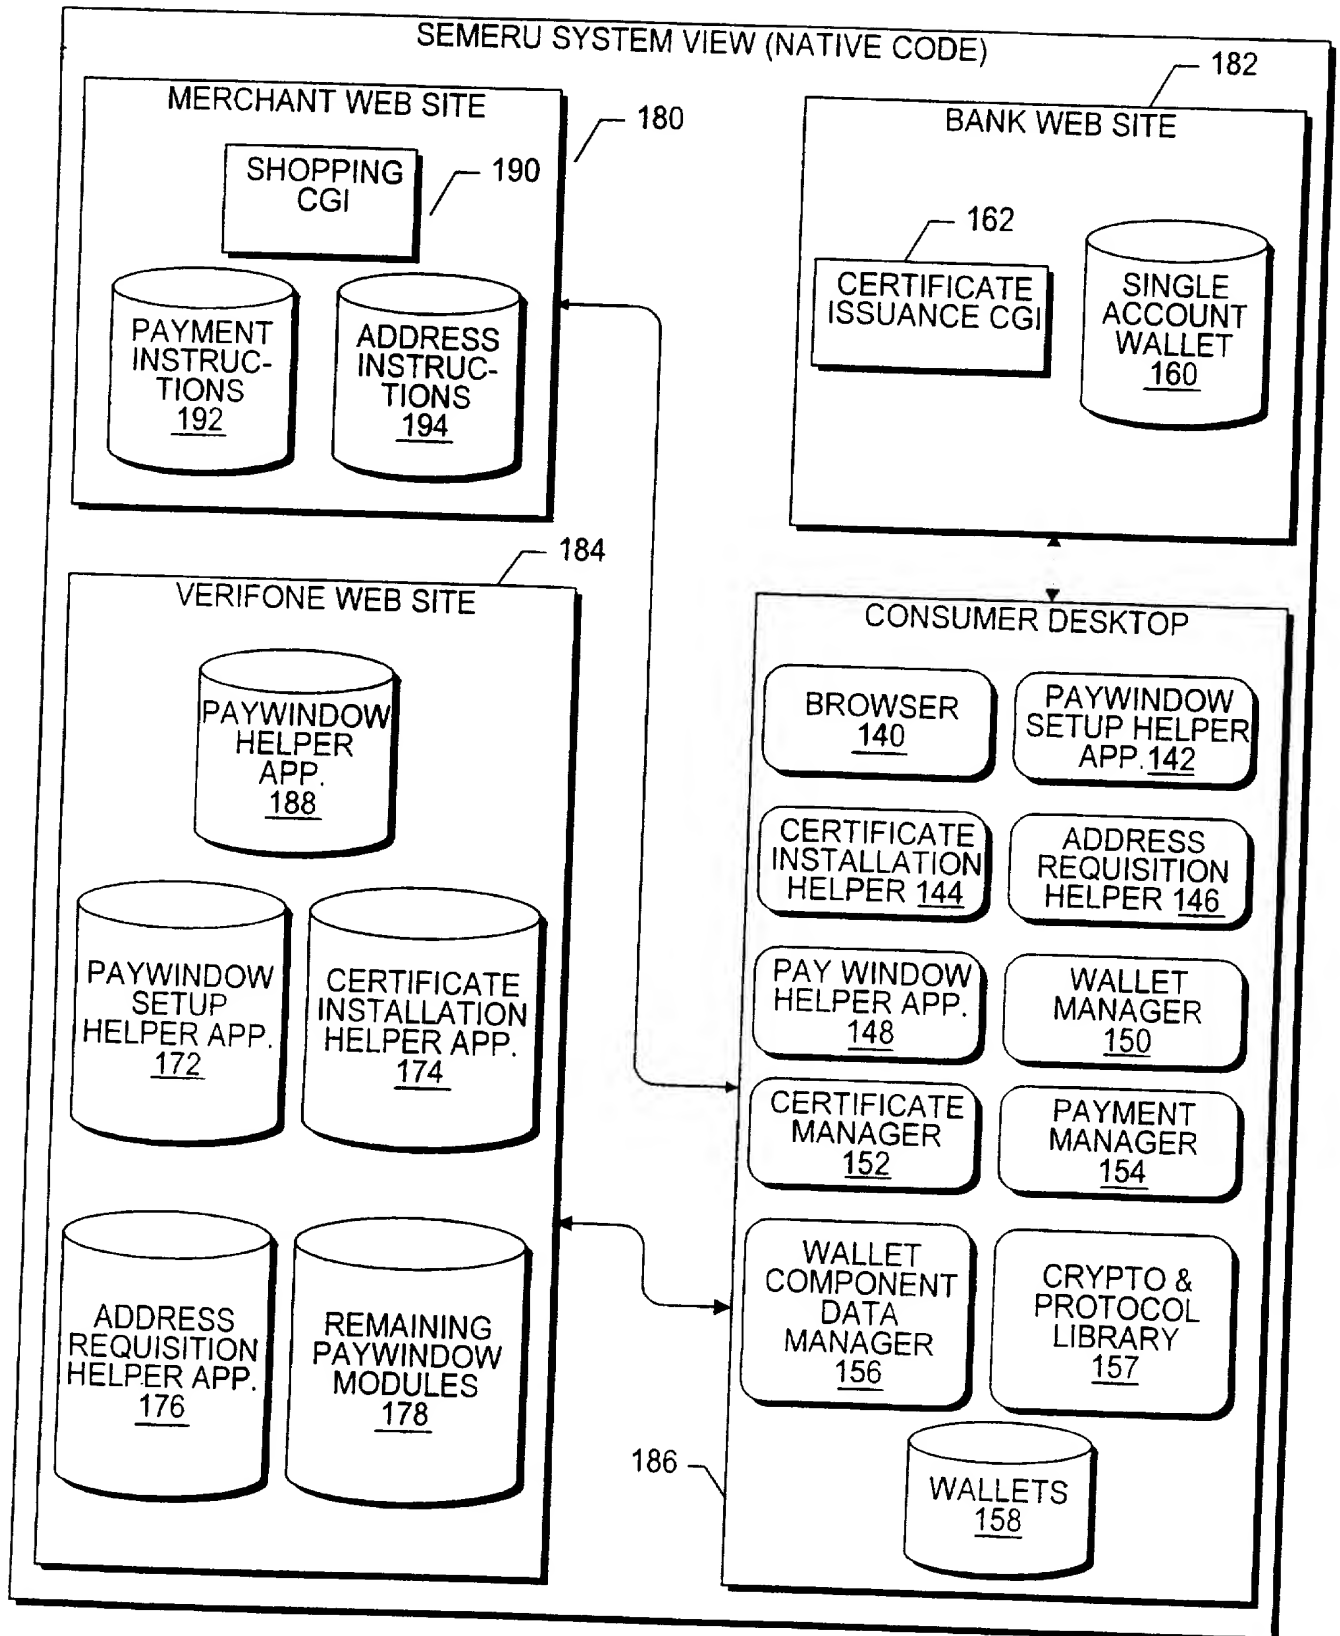 SEMERU SYSTEM VIEW (NATIVE CODE)
MERCHANT WEB SITE
180
SHOPPING
CGI
190
PAYMENT
INSTRUC-
TIONS
192
ADDRESS
INSTRUC-
TIONS
194
182
BANK WEB SITE
162
CERTIFICATE
ISSUANCE CGI
SINGLE
ACCOUNT
WALLET
160
184
VERIFONE WEB SITE
PAYWINDOW
HELPER
APP.
188
PAYWINDOW
SETUP
HELPER APP.
172
CERTIFICATE
INSTALLATION
HELPER APP.
174
ADDRESS
REQUISITION
HELPER APP.
176
REMAINING
PAYWINDOW
MODULES
178
CONSUMER DESKTOP
BROWSER
140
PAYWINDOW
SETUP HELPER
APP. 142
CERTIFICATE
INSTALLATION
HELPER 144
ADDRESS
REQUISITION
HELPER 146
PAY WINDOW
HELPER APP.
148
WALLET
MANAGER
150
CERTIFICATE
MANAGER
152
PAYMENT
MANAGER
154
WALLET
COMPONENT
DATA
MANAGER
156
CRYPTO &
PROTOCOL
LIBRARY
157
186
WALLETS
158